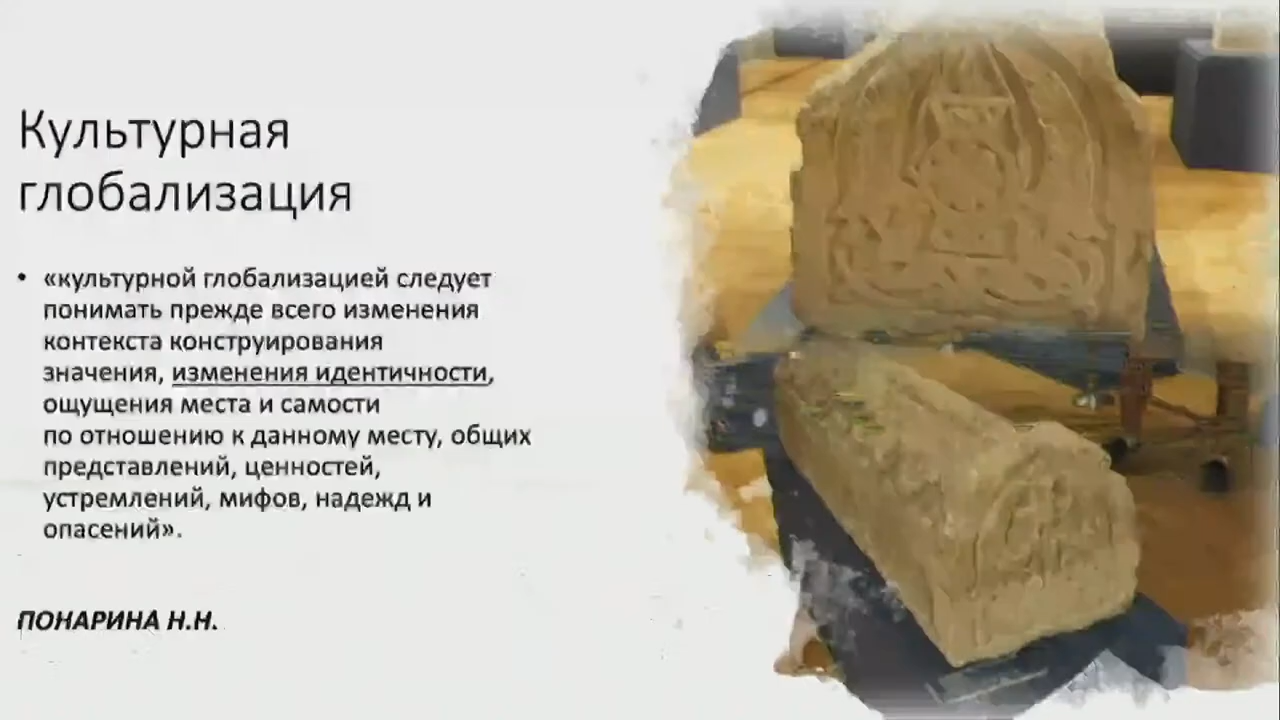 Культурная
глобализация
• «культурной глобализацией следует
понимать прежде всего изменения
контекста конструирования
значения, изменения идентичности,
ощущения места и самости
по отношению к данному месту, общих
представлений, ценностей,
устремлений, мифов, надежд и
опасений».
ПОНАРИНА Н.Н.